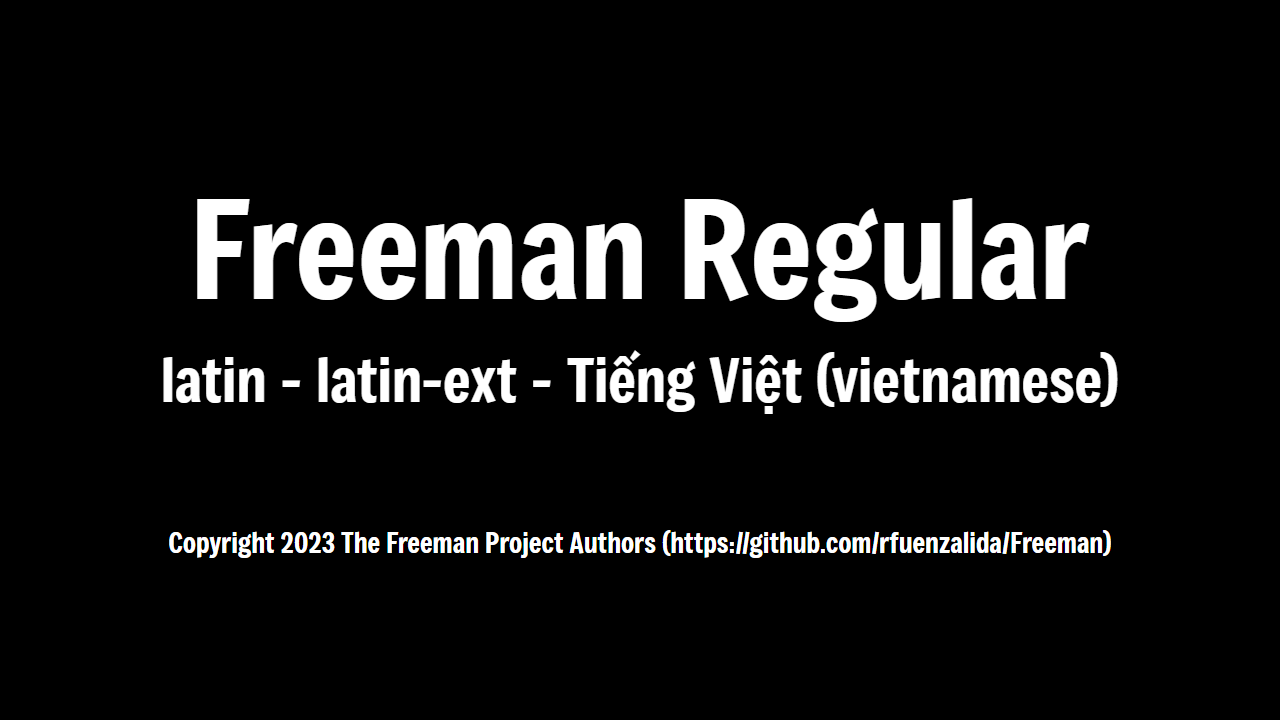 Freeman Regular
latin - latin-ext - Tiếng Việt (vietnamese)
Copyright 2023 The Freeman Project Authors (https://github.com/rfuenzalida/Freeman)